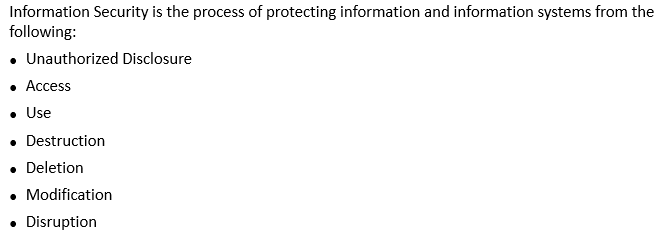 Information Security is the process of protecting information and information systems from the
following:
• Unauthorized Disclosure
• Access
• Use
• Destruction
• Deletion
• Modification
• Disruption